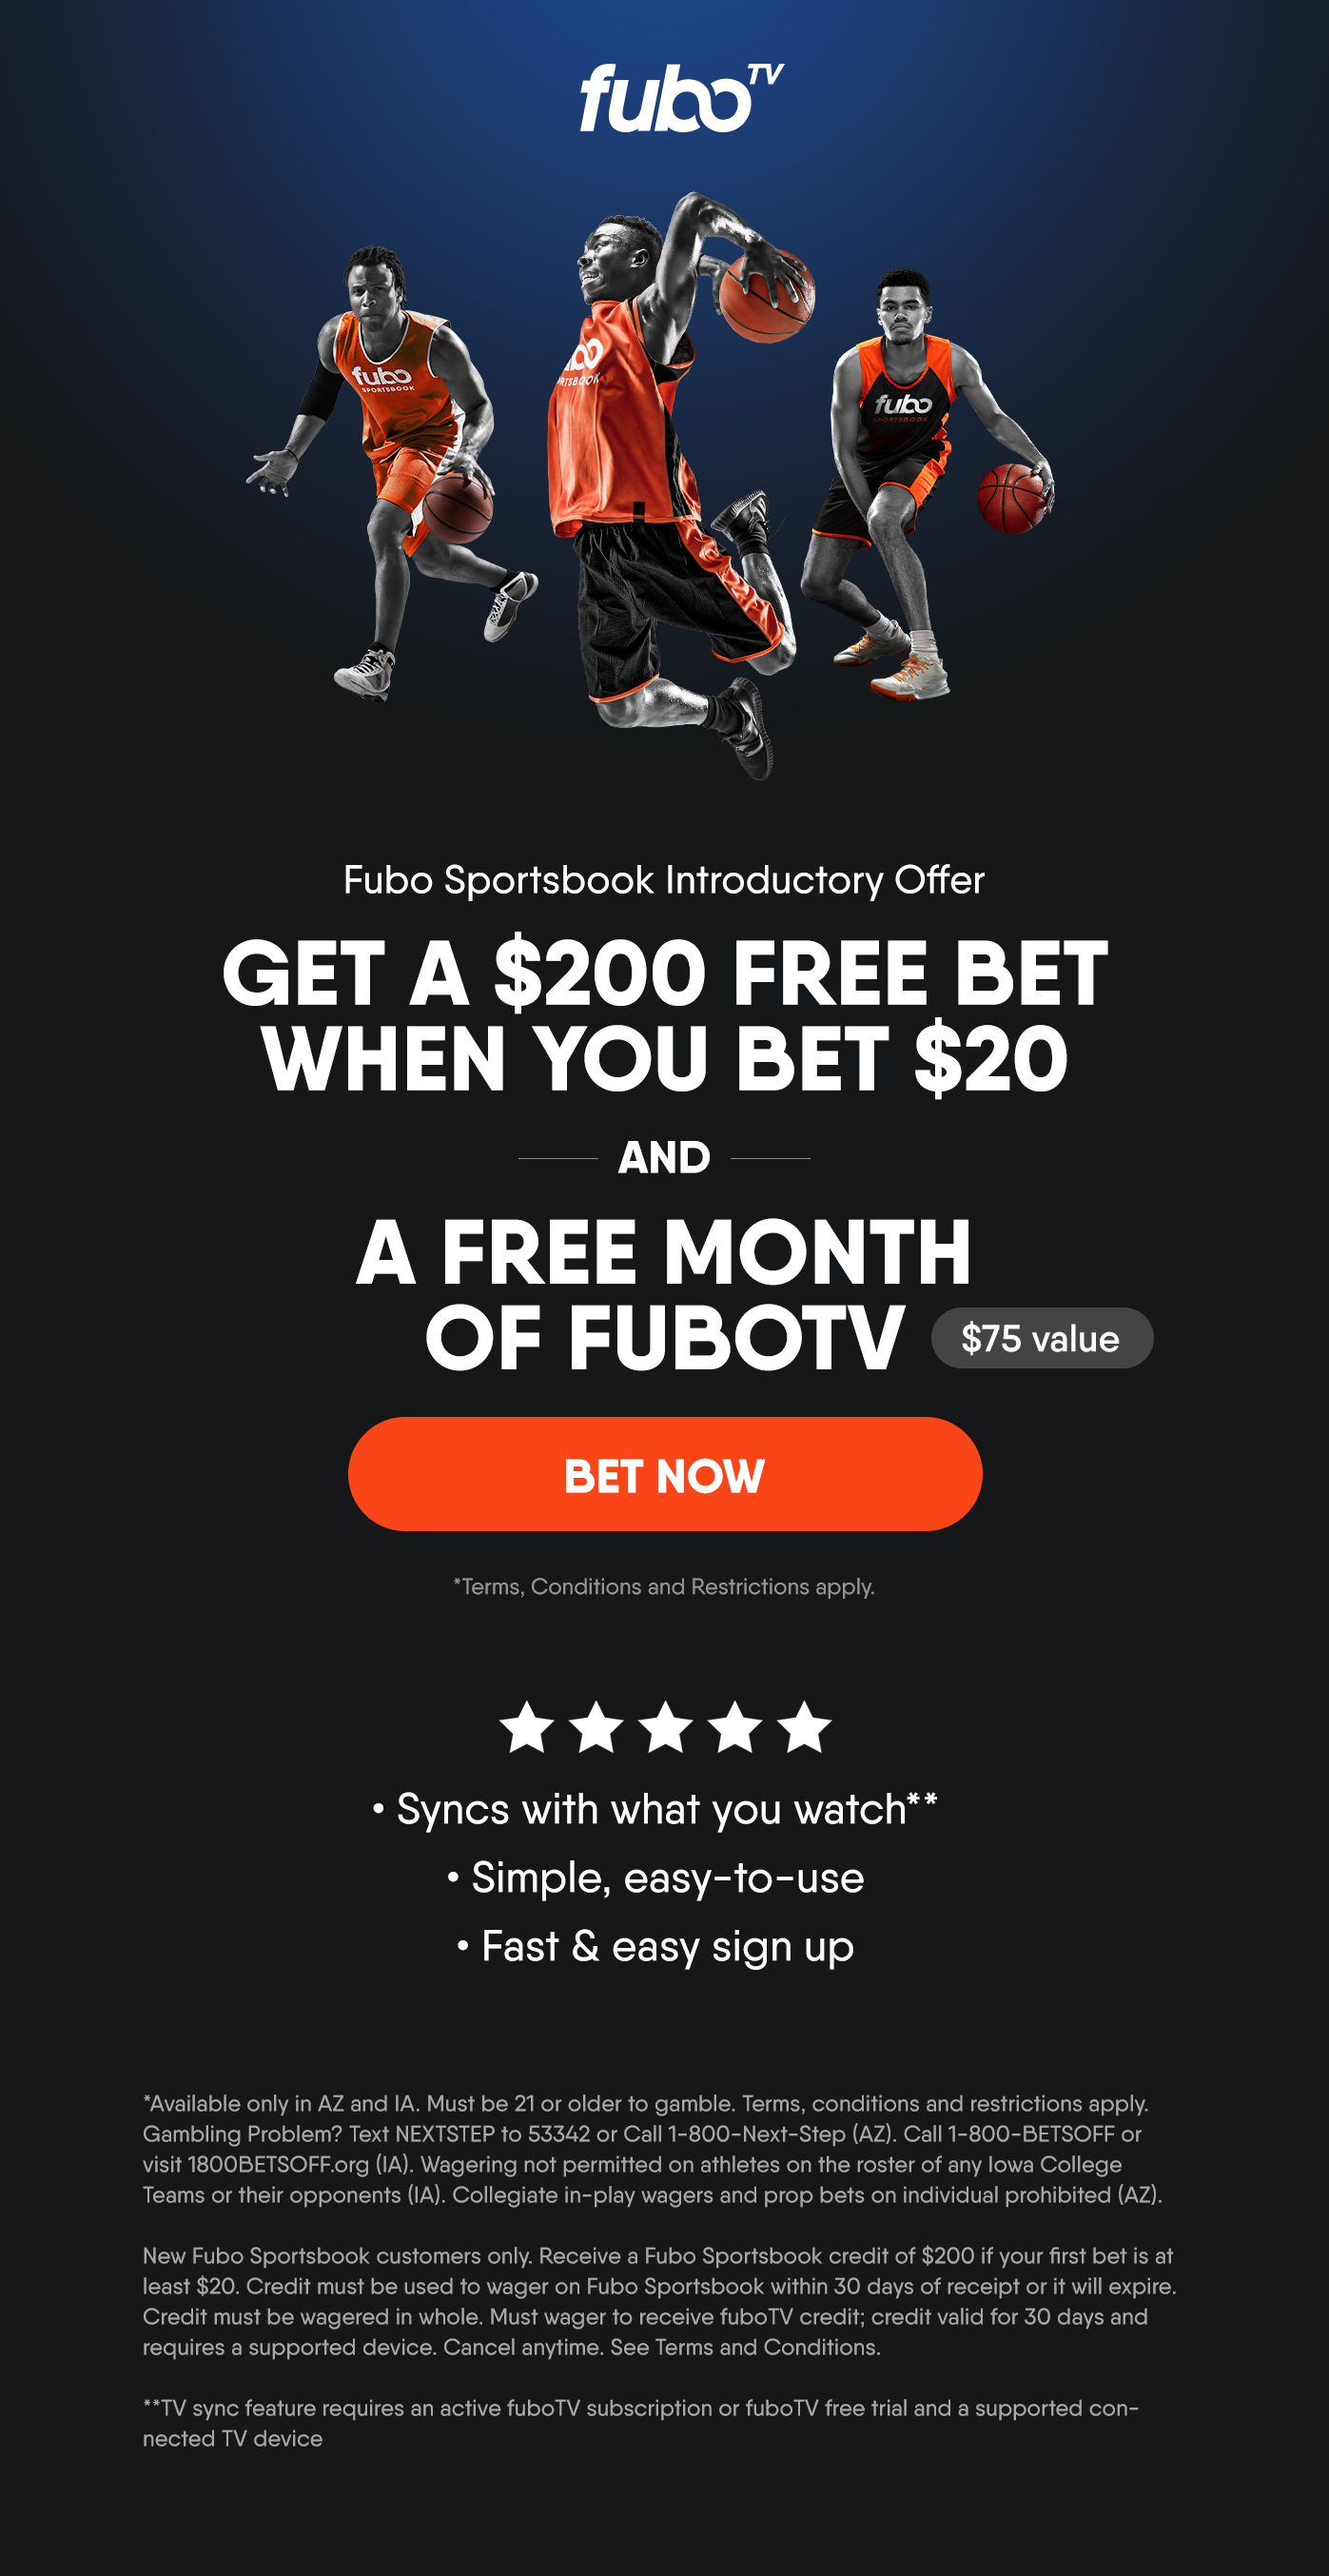 fubo TV
fubo
SPORTSBOOK
fubo
SPORTSBOOK
Fubo Sportsbook Introductory Offer
GET A $200 FREE BET
WHEN YOU BET $20
AND
A FREE MONTH
OF FUBOTV $75 value
BET NOW
*Terms, Conditions and Restrictions apply.
• Syncs with what you watch**
• Simple, easy-to-use
• Fast & easy sign up
*Available only in AZ and IA. Must be 21 or older to gamble. Terms, conditions and restrictions apply.
Gambling Problem? Text NEXTSTEP to 53342 or Call 1-800-Next-Step (AZ). Call 1-800-BETSOFF or
visit 1800BETSOFF.org (IA). Wagering not permitted on athletes on the roster of any Iowa College
Teams or their opponents (IA). Collegiate in-play wagers and prop bets on individual prohibited (AZ).
New Fubo Sportsbook customers only. Receive a Fubo Sportsbook credit of $200 if your first bet is at
least $20. Credit must be used to wager on Fubo Sportsbook within 30 days of receipt or it will expire.
Credit must be wagered in whole. Must wager to receive fuboTV credit; credit valid for 30 days and
requires a supported device. Cancel anytime. See Terms and Conditions.
**TV sync feature requires an active fuboTV subscription or fuboTV free trial and a supported con-
nected TV device